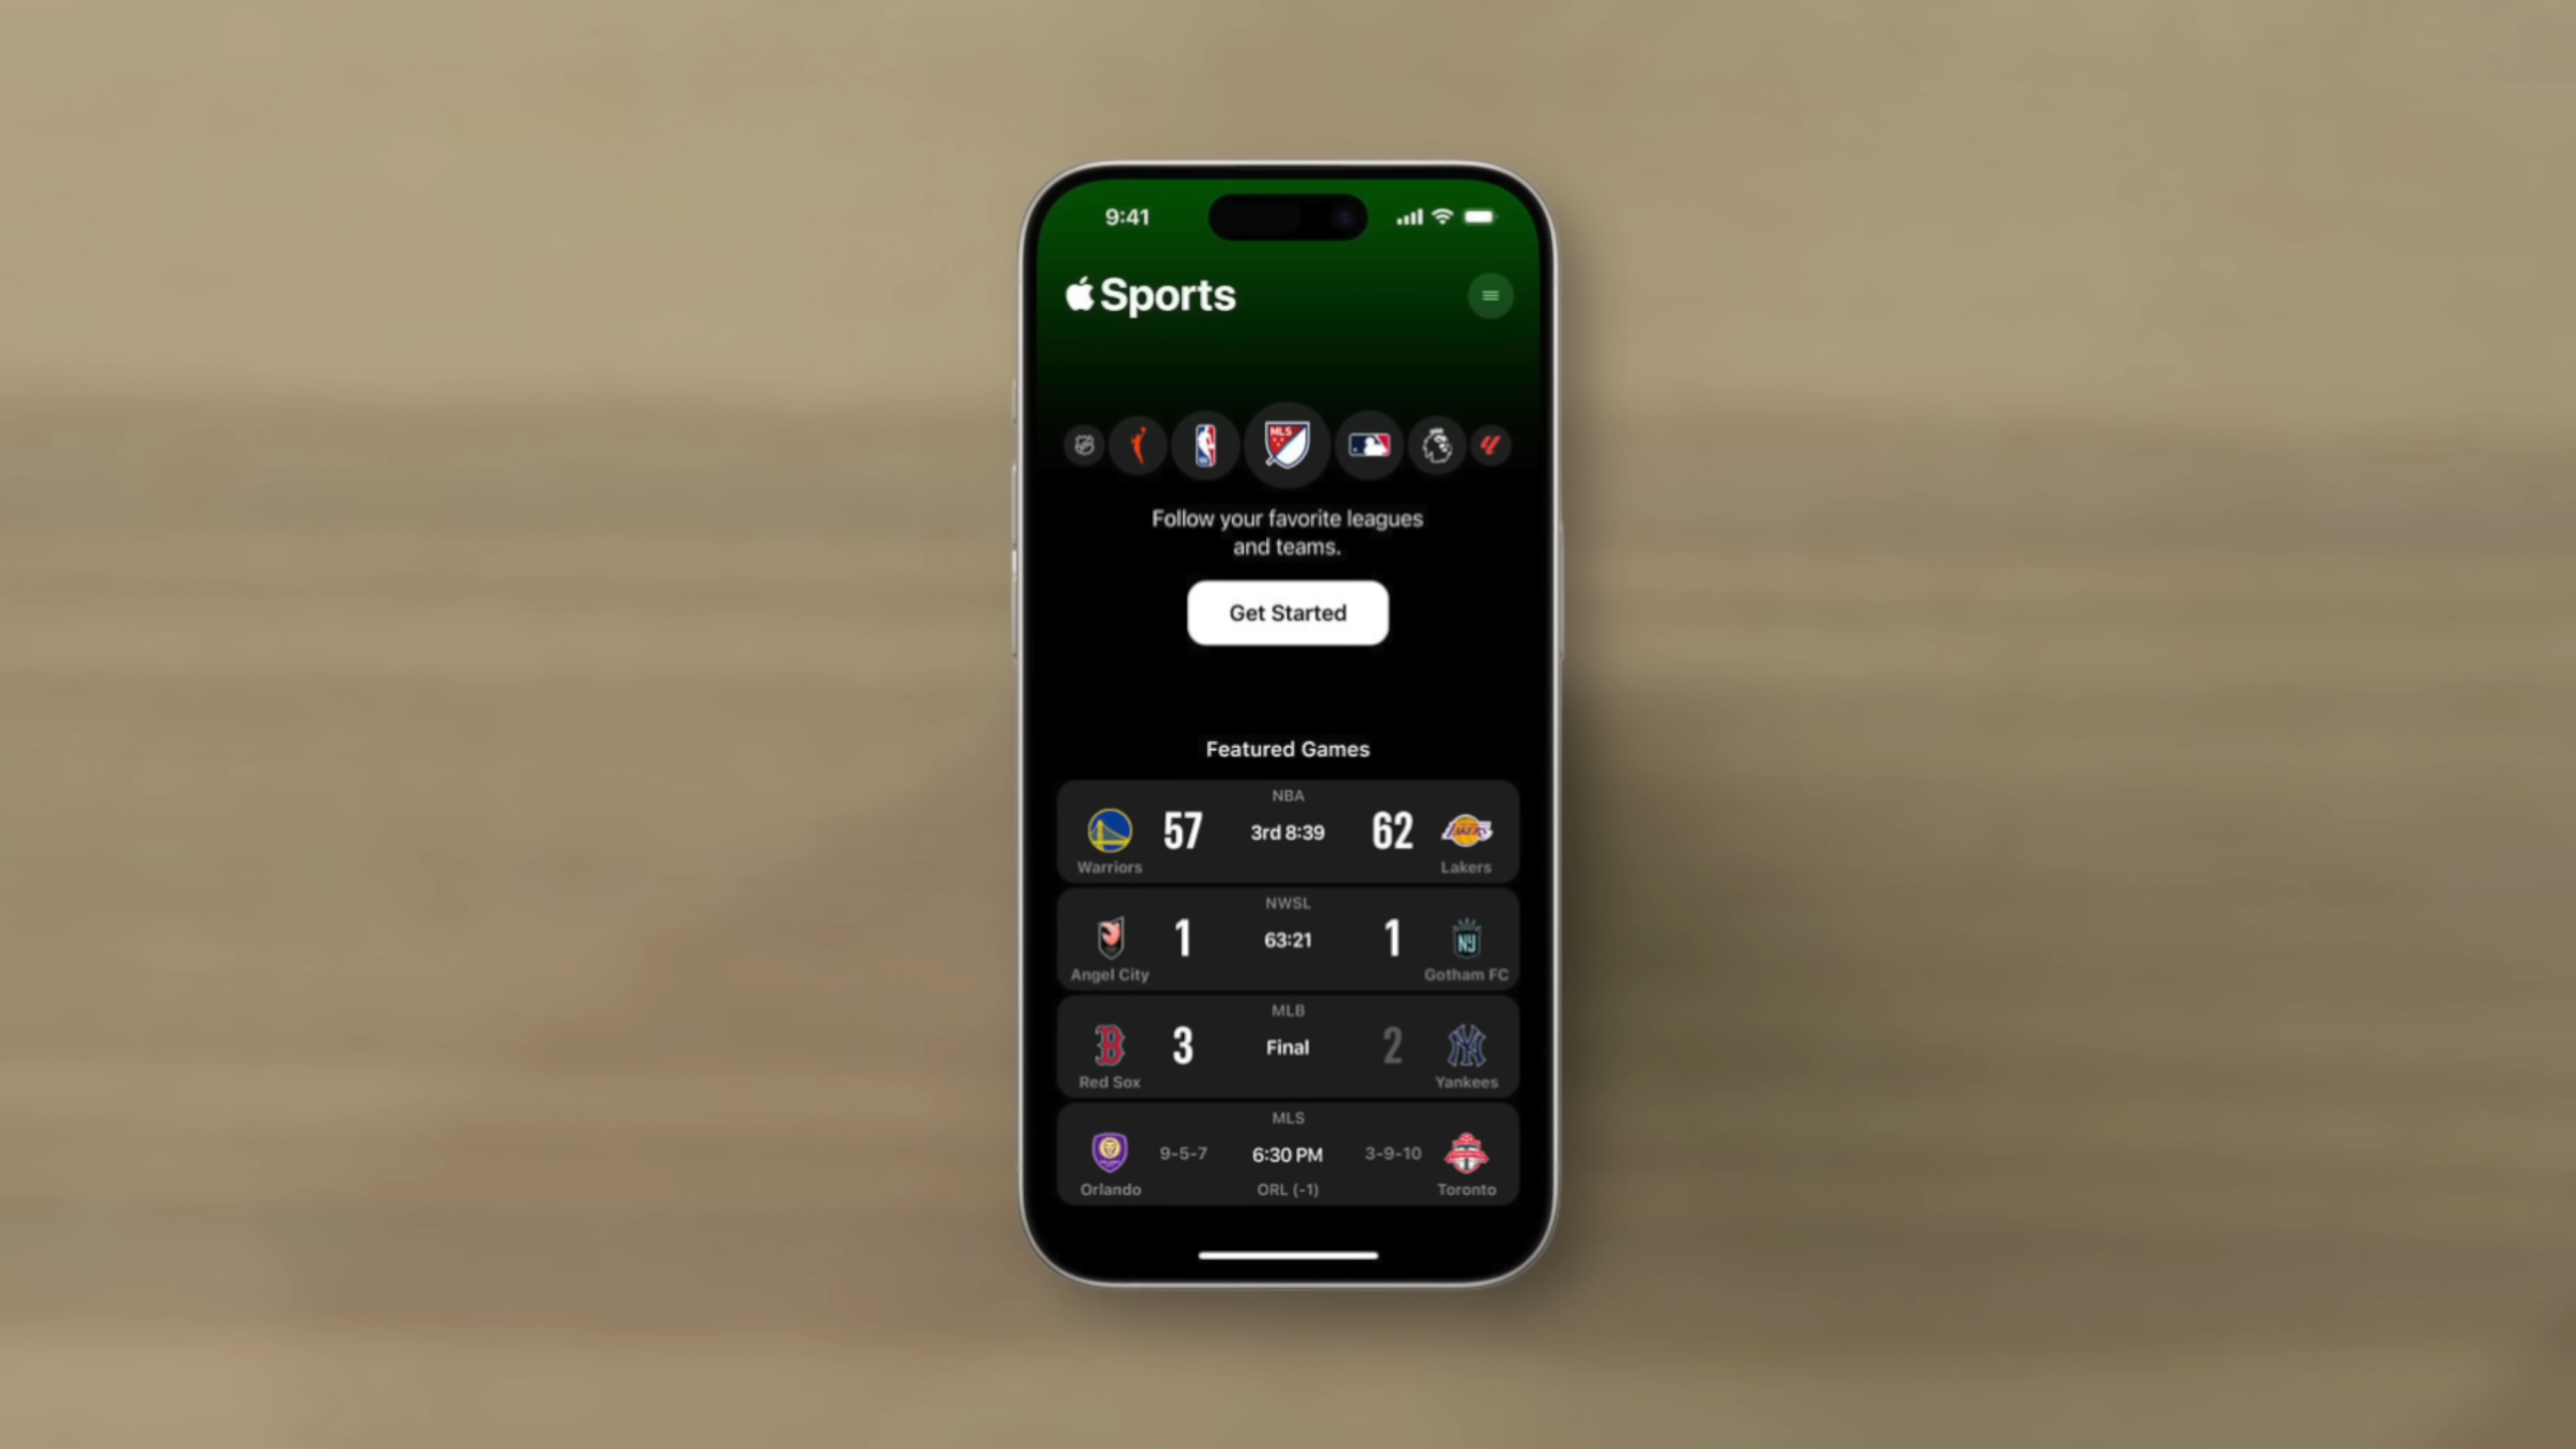 9:41
Sports
MLS
Follow your favorite leagues
and teams.
Get Started
Featured Games
NBA
57 3rd 8:39 62
Warriors Lakers
NWSL
1 63:21 1
Angel City Gotham FC
MLB
3 Final 2
Red Sox Yankees
MLS
9-5-7 6:30 PM 3-9-10
Orlando ORL (-1) Toronto